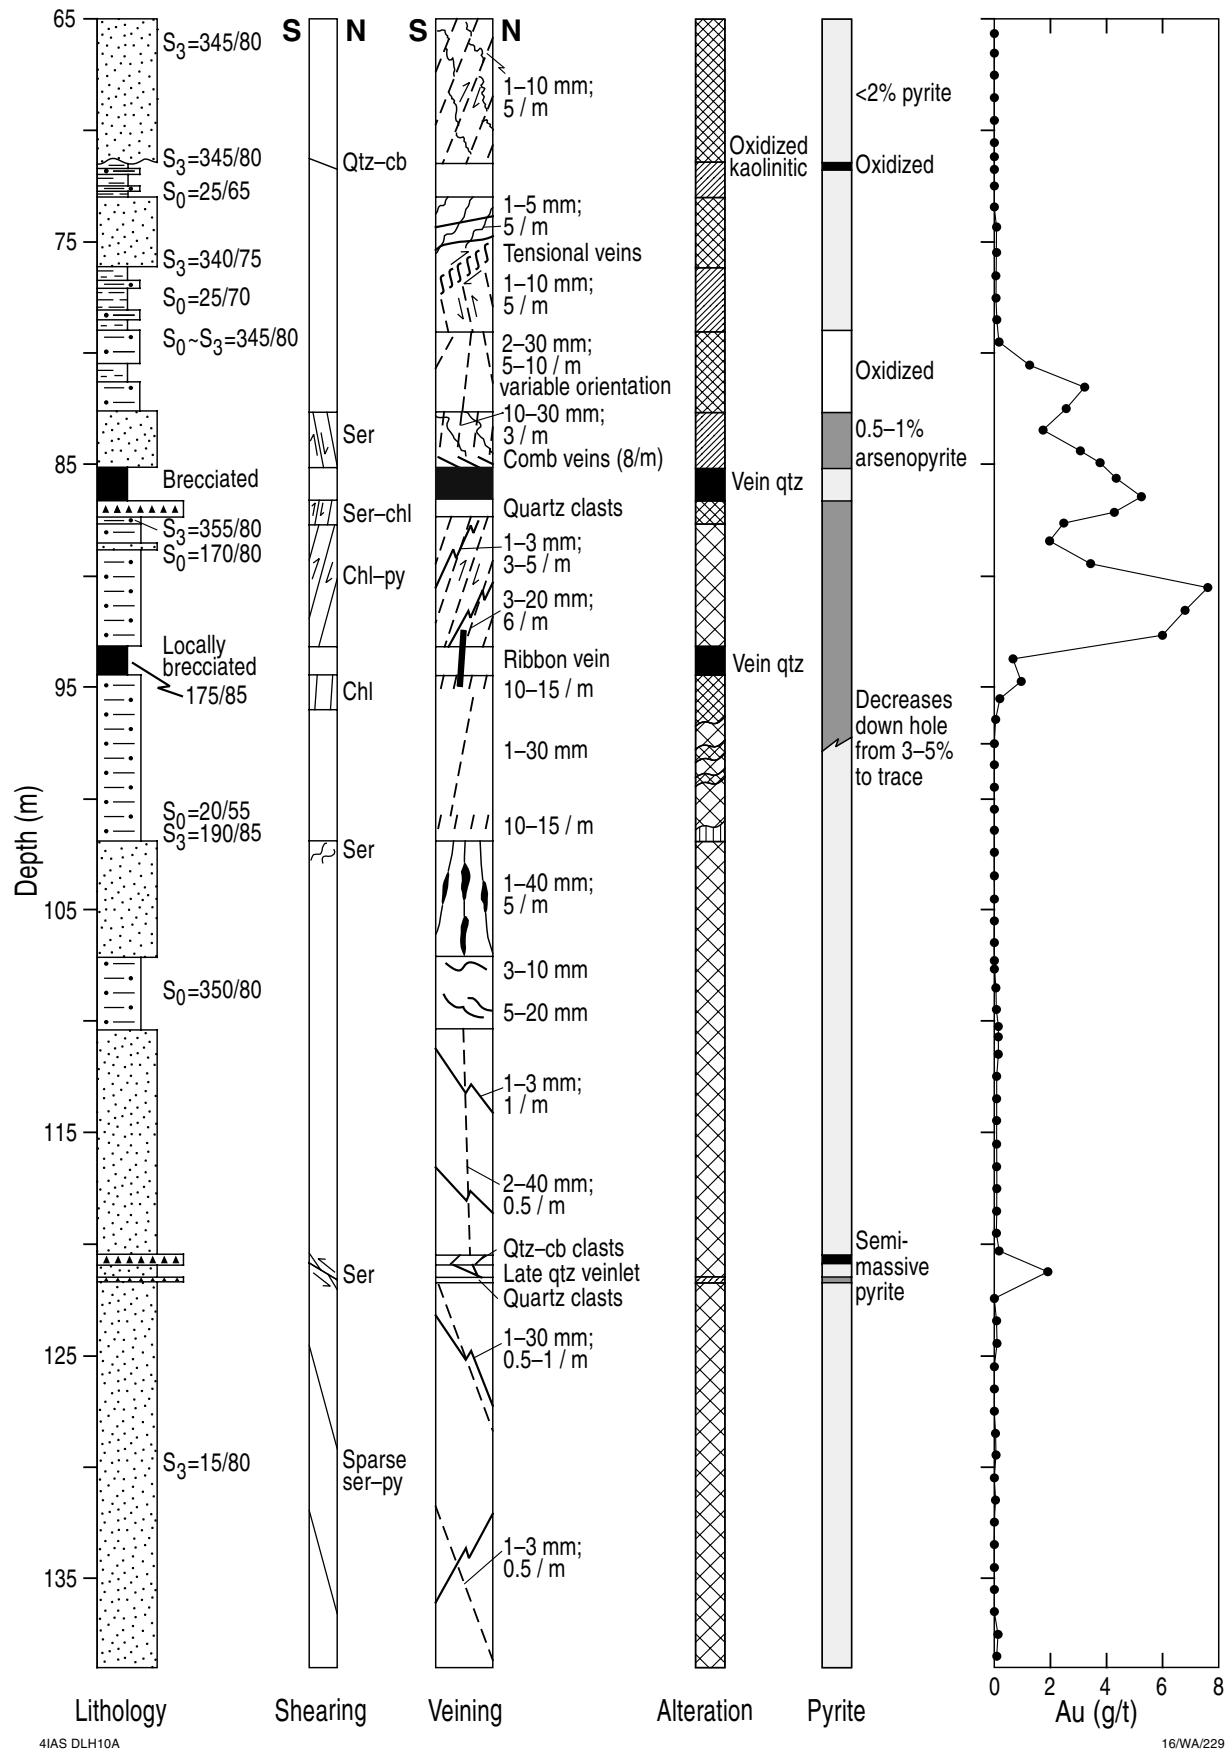 S N S N
65
75
85
95
105
115
125
135
Depth (m)
S3=345/80
S3=345/80
S0=25/65
S3=340/75
S0=25/70
S0~S3=345/80
Brecciated
S3=355/80
S0=170/80
Locally
brecciated
175/85
S0=20/55
S3=190/85
S0=350/80
S3=15/80
Qtz–cb
Ser
Ser–chl
Chl–py
Chl
Ser
Ser
Sparse
ser–py
1–10 mm;
5 / m
1–5 mm;
5 / m
Tensional veins
1–10 mm;
5 / m
2–30 mm;
5–10 / m
variable orientation
10–30 mm;
3 / m
Comb veins (8/m)
Quartz clasts
1–3 mm;
3–5 / m
3–20 mm;
6 / m
Ribbon vein
10–15 / m
1–30 mm
10–15 / m
1–40 mm;
5 / m
3–10 mm
5–20 mm
1–3 mm;
1 / m
2–40 mm;
0.5 / m
Qtz–cb clasts
Late qtz veinlet
Quartz clasts
1–30 mm;
0.5–1 / m
1–3 mm;
0.5 / m
Oxidized
kaolinitic
Vein qtz
Vein qtz
<2% pyrite
Oxidized
Oxidized
0.5–1%
arsenopyrite
Decreases
down hole
from 3–5%
to trace
Semi-
massive
pyrite
0 2 4 6 8
Lithology
Shearing
Veining
Alteration
Pyrite
Au (g/t)
4IAS DLH10A
16/WA/229